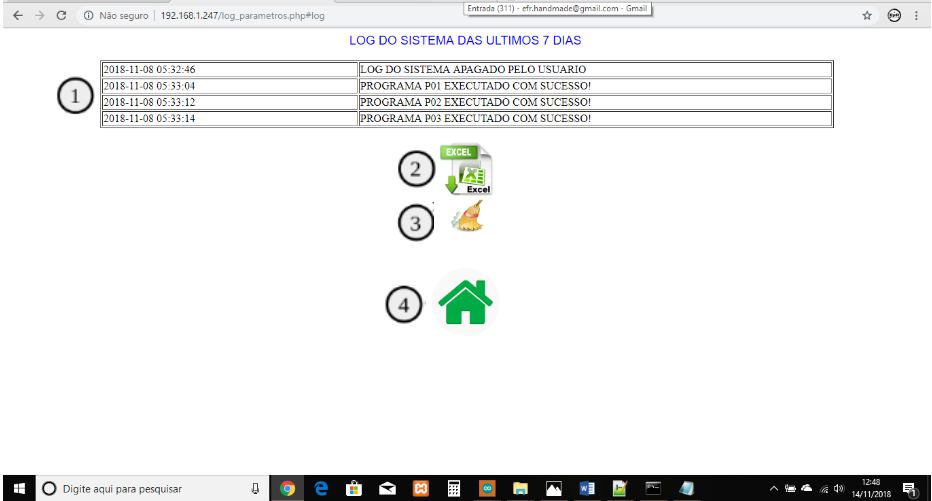 Entrada (311) - efr.handmade@gmail.com - Gmail
Não seguro | 192.168.1.247/log_parametros.php#log
LOG DO SISTEMA DAS ULTIMOS 7 DIAS
2018-11-08 05:32:46 LOG DO SISTEMA APAGADO PELO USUARIO
1
2018-11-08 05:33:04 PROGRAMA P01 EXECUTADO COM SUCESSO!
2018-11-08 05:33:12 PROGRAMA P02 EXECUTADO COM SUCESSO!
2018-11-08 05:33:14 PROGRAMA P03 EXECUTADO COM SUCESSO!
2
EXCEL
Excel
3
4
Digite aqui para pesquisar
12:48
14/11/2018
1